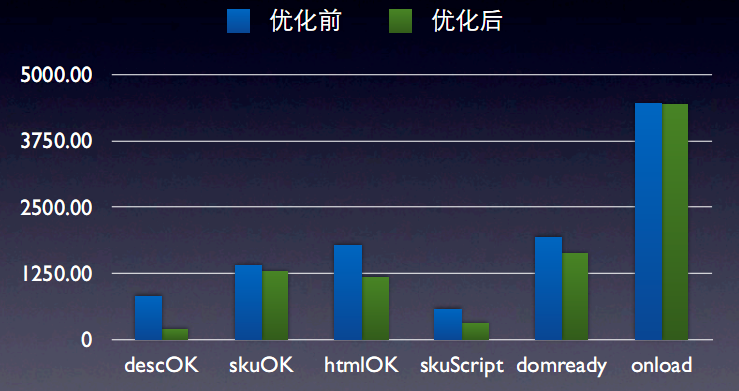 优化前 优化后
5000.00
3750.00
2500.00
1250.00
0
descOK skuOK htmlOK skuScript domready onload